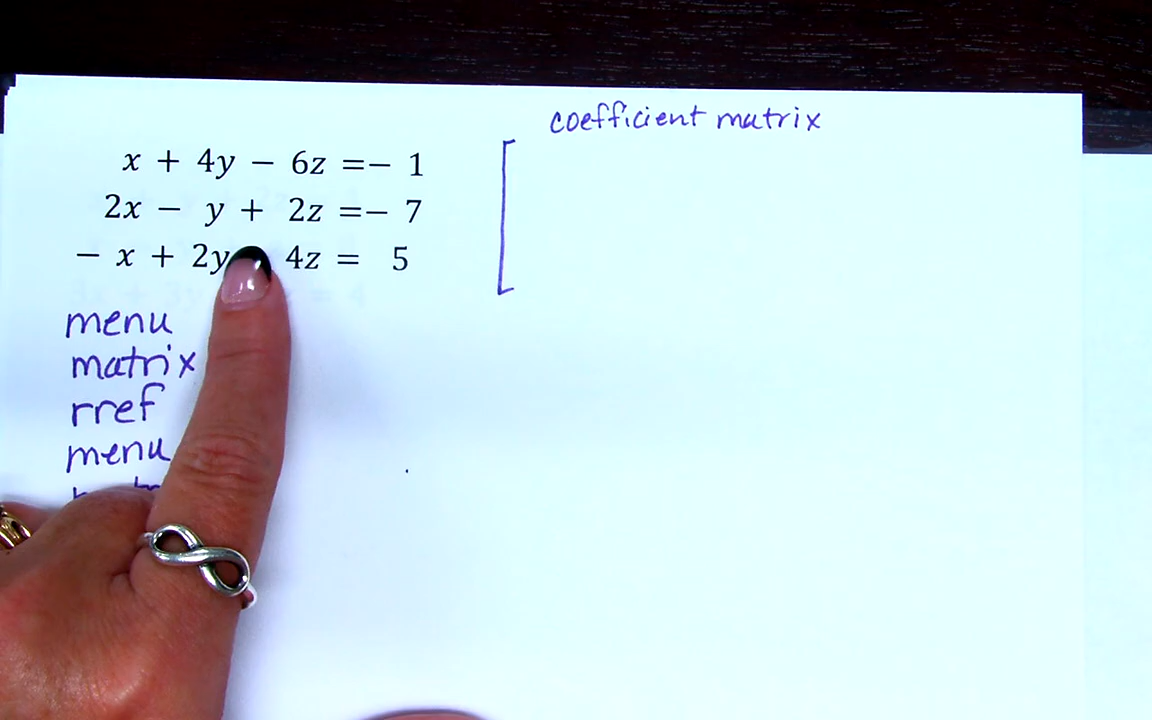 coefficient matrix
x + 4y − 6z =− 1
2x − y + 2z =− 7
− x + 2y 4z = 5
menu
matrix
rref
menu